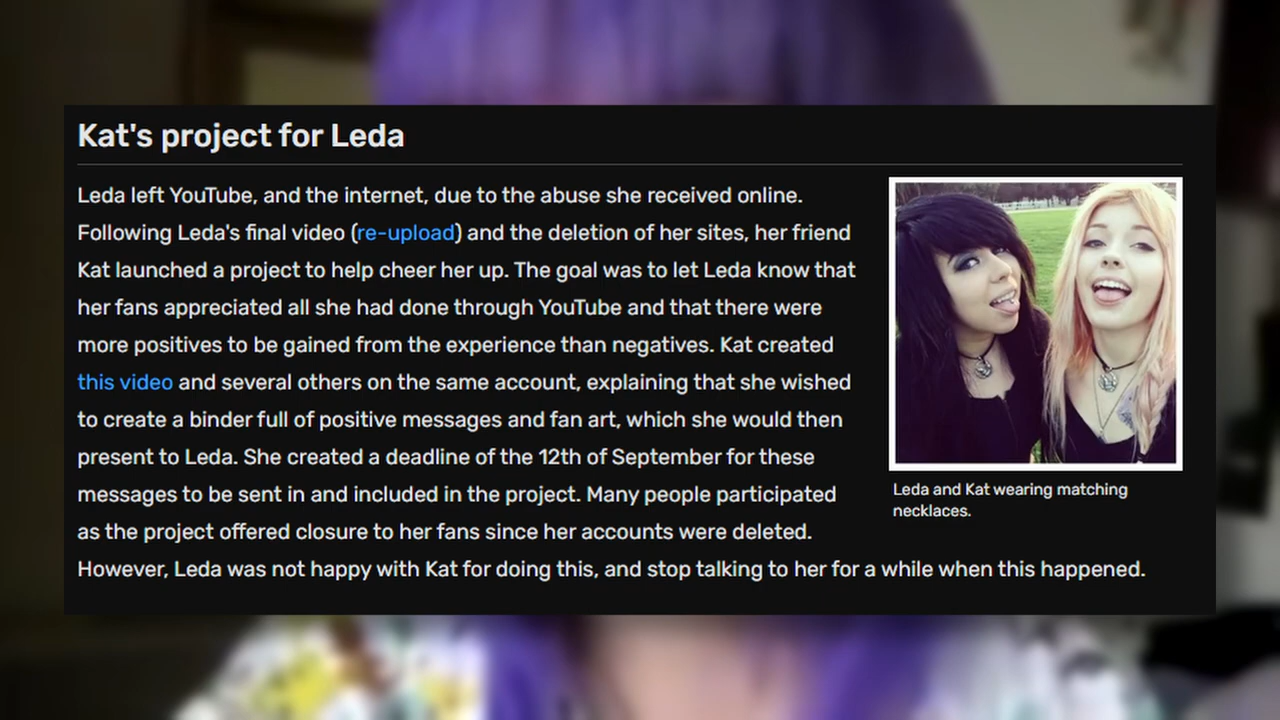 Kat's project for Leda
Leda left YouTube, and the internet, due to the abuse she received online.
Following Leda's final video (re-upload) and the deletion of her sites, her friend
Kat launched a project to help cheer her up. The goal was to let Leda know that
her fans appreciated all she had done through YouTube and that there were
more positives to be gained from the experience than negatives. Kat created
this video and several others on the same account, explaining that she wished
to create a binder full of positive messages and fan art, which she would then
present to Leda. She created a deadline of the 12th of September for these
messages to be sent in and included in the project. Many people participated
as the project offered closure to her fans since her accounts were deleted.
However, Leda was not happy with Kat for doing this, and stop talking to her for a while when this happened.
Leda and Kat wearing matching
necklaces.